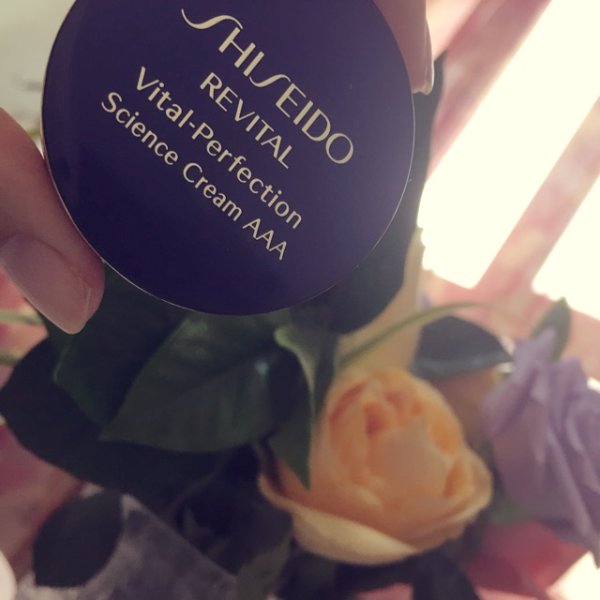 SHISEIDO
REVITAL
Vital-Perfection
Science Cream AAA